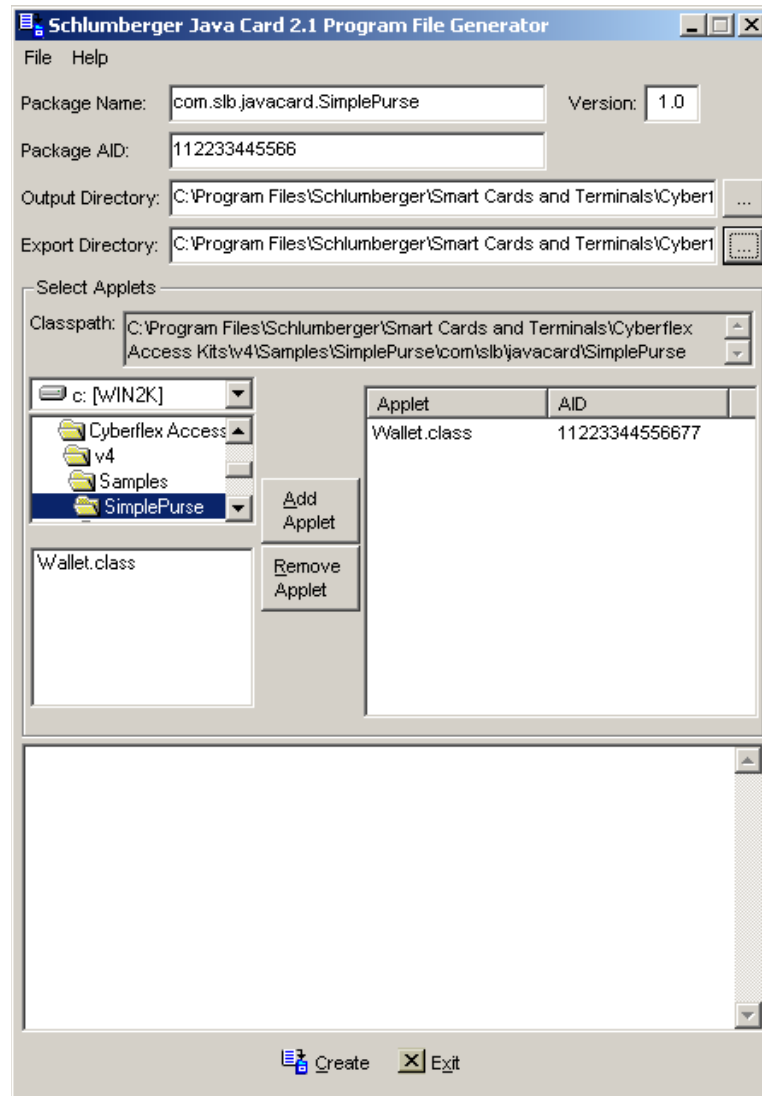 Schlumberger Java Card 2.1 Program File Generator
File Help
Package Name: com.slb.javacard.SimplePurse Version: 1.0
Package AID: 112233445566
Output Directory: C:\Program Files\Schlumberger\Smart Cards and Terminals\Cyberf ...
Export Directory: C:\Program Files\Schlumberger\Smart Cards and Terminals\Cyberf ...
Select Applets
Classpath: C:\Program Files\Schlumberger\Smart Cards and Terminals\Cyberflex
Access Kits\v4\Samples\SimplePurse\com\slb\javacard\SimplePurse
c: [WIN2K]
Cyberflex Access
v4
Samples
SimplePurse
Wallet.class
Add
Applet
Remove
Applet
Applet AID
Wallet.class 11223344556677
Create Exit